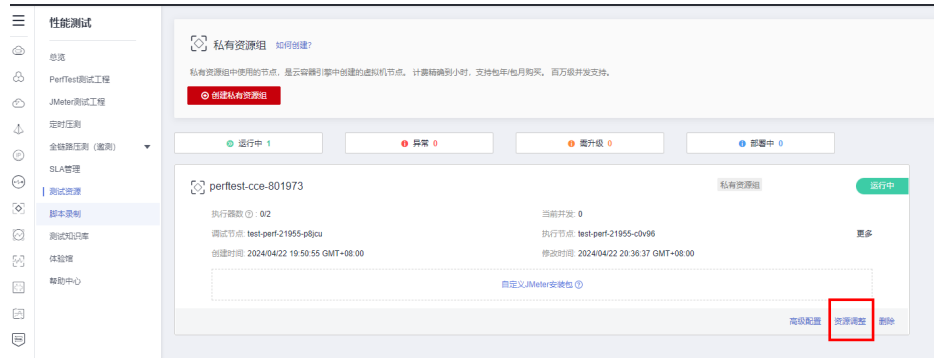 性能测试
总览
PerfTest测试工程
JMeter测试工程
定时压测
全链路压测（邀测）
SLA管理
测试资源
脚本录制
测试知识库
体验馆
帮助中心
私有资源组 如何创建?
私有资源组中使用的节点，是云容器引擎中创建的虚拟机节点。 计费精确到小时，支持包年/包月购买。 百万级并发支持。
创建私有资源组
运行中 1
异常 0
需升级 0
部署中 0
perftest-cce-801973
私有资源组
运行中
执行器数 : 0/2
当前并发: 0
调试节点: test-perf-21955-p8jcu
执行节点: test-perf-21955-c0v96
更多
创建时间: 2024/04/22 19:50:55 GMT+08:00
修改时间: 2024/04/22 20:36:37 GMT+08:00
自定义JMeter安装包
高级配置 资源调整 删除